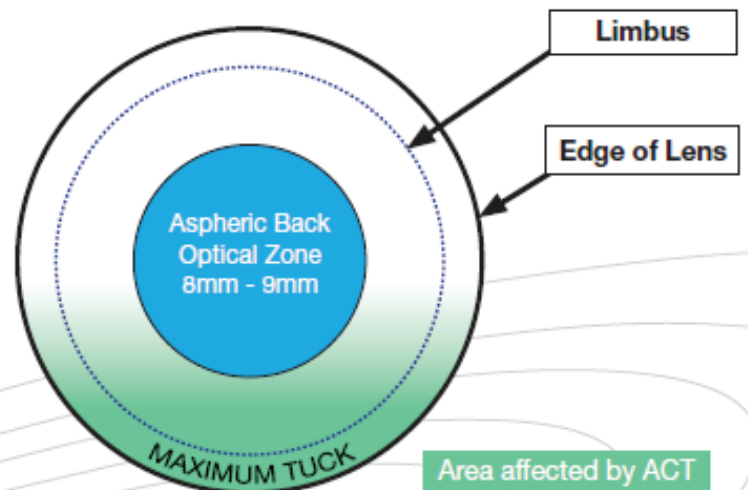 Limbus
Edge of Lens
Aspheric Back
Optical Zone
8mm - 9mm
MAXIMUM TUCK
Area affected by ACT